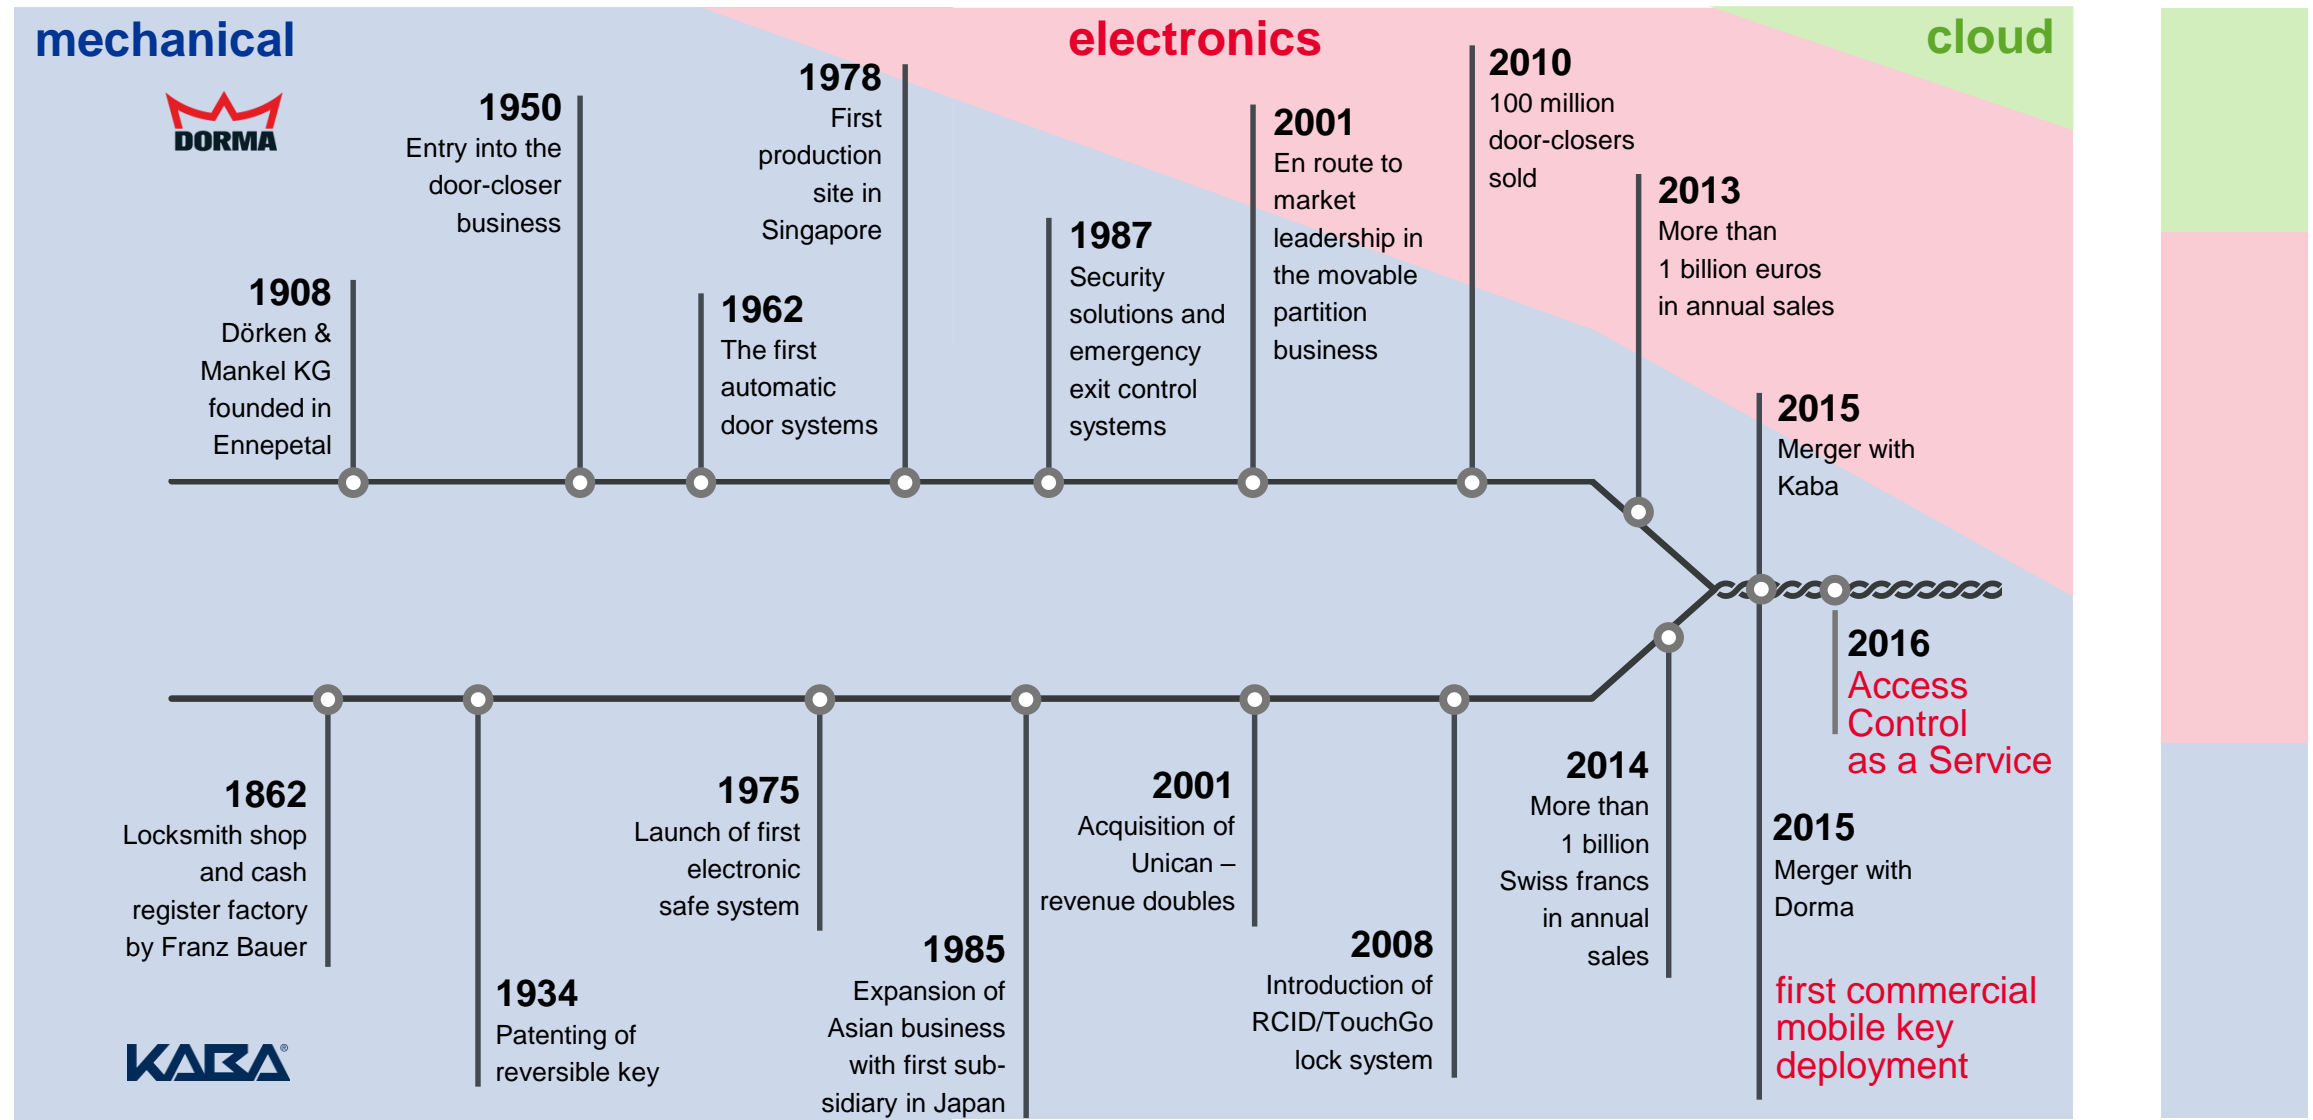 mechanical
electronics
cloud
DORMA
1908
Dörken &
Mankel KG
founded in
Ennepetal
1950
Entry into the
door-closer
business
1962
The first
automatic
door systems
1978
First
production
site in
Singapore
1987
Security
solutions and
emergency
exit control
systems
2001
En route to
market
leadership in
the movable
partition
business
2010
100 million
door-closers
sold
2013
More than
1 billion euros
in annual sales
2015
Merger with
Kaba
2016
Access
Control
as a Service
1862
Locksmith shop
and cash
register factory
by Franz Bauer
1934
Patenting of
reversible key
1975
Launch of first
electronic
safe system
1985
Expansion of
Asian business
with first sub-
sidiary in Japan
2001
Acquisition of
Unican –
revenue doubles
2008
Introduction of
RCID/TouchGo
lock system
2014
More than
1 billion
Swiss francs
in annual
sales
2015
Merger with
Dorma
first commercial
mobile key
deployment
KABA®